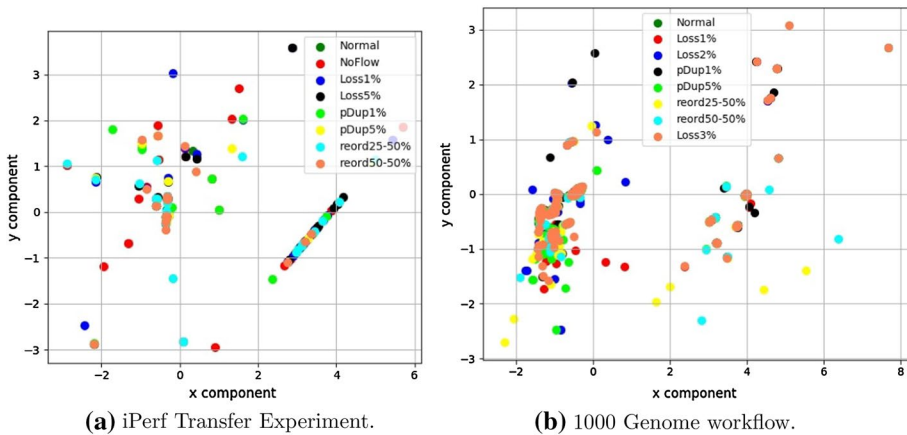 Normal
NoFlow
Loss1%
Loss5%
pDup1%
pDup5%
reord25-50%
reord50-50%
3
2
1
0
−1
−2
−3
y component
−2
0
2
4
6
x component
(a) iPerf Transfer Experiment.
Normal
Loss1%
Loss2%
pDup1%
pDup5%
reord25-50%
reord50-50%
Loss3%
3
2
1
0
−1
−2
−3
y component
−2
0
2
4
6
8
x component
(b) 1000 Genome workflow.